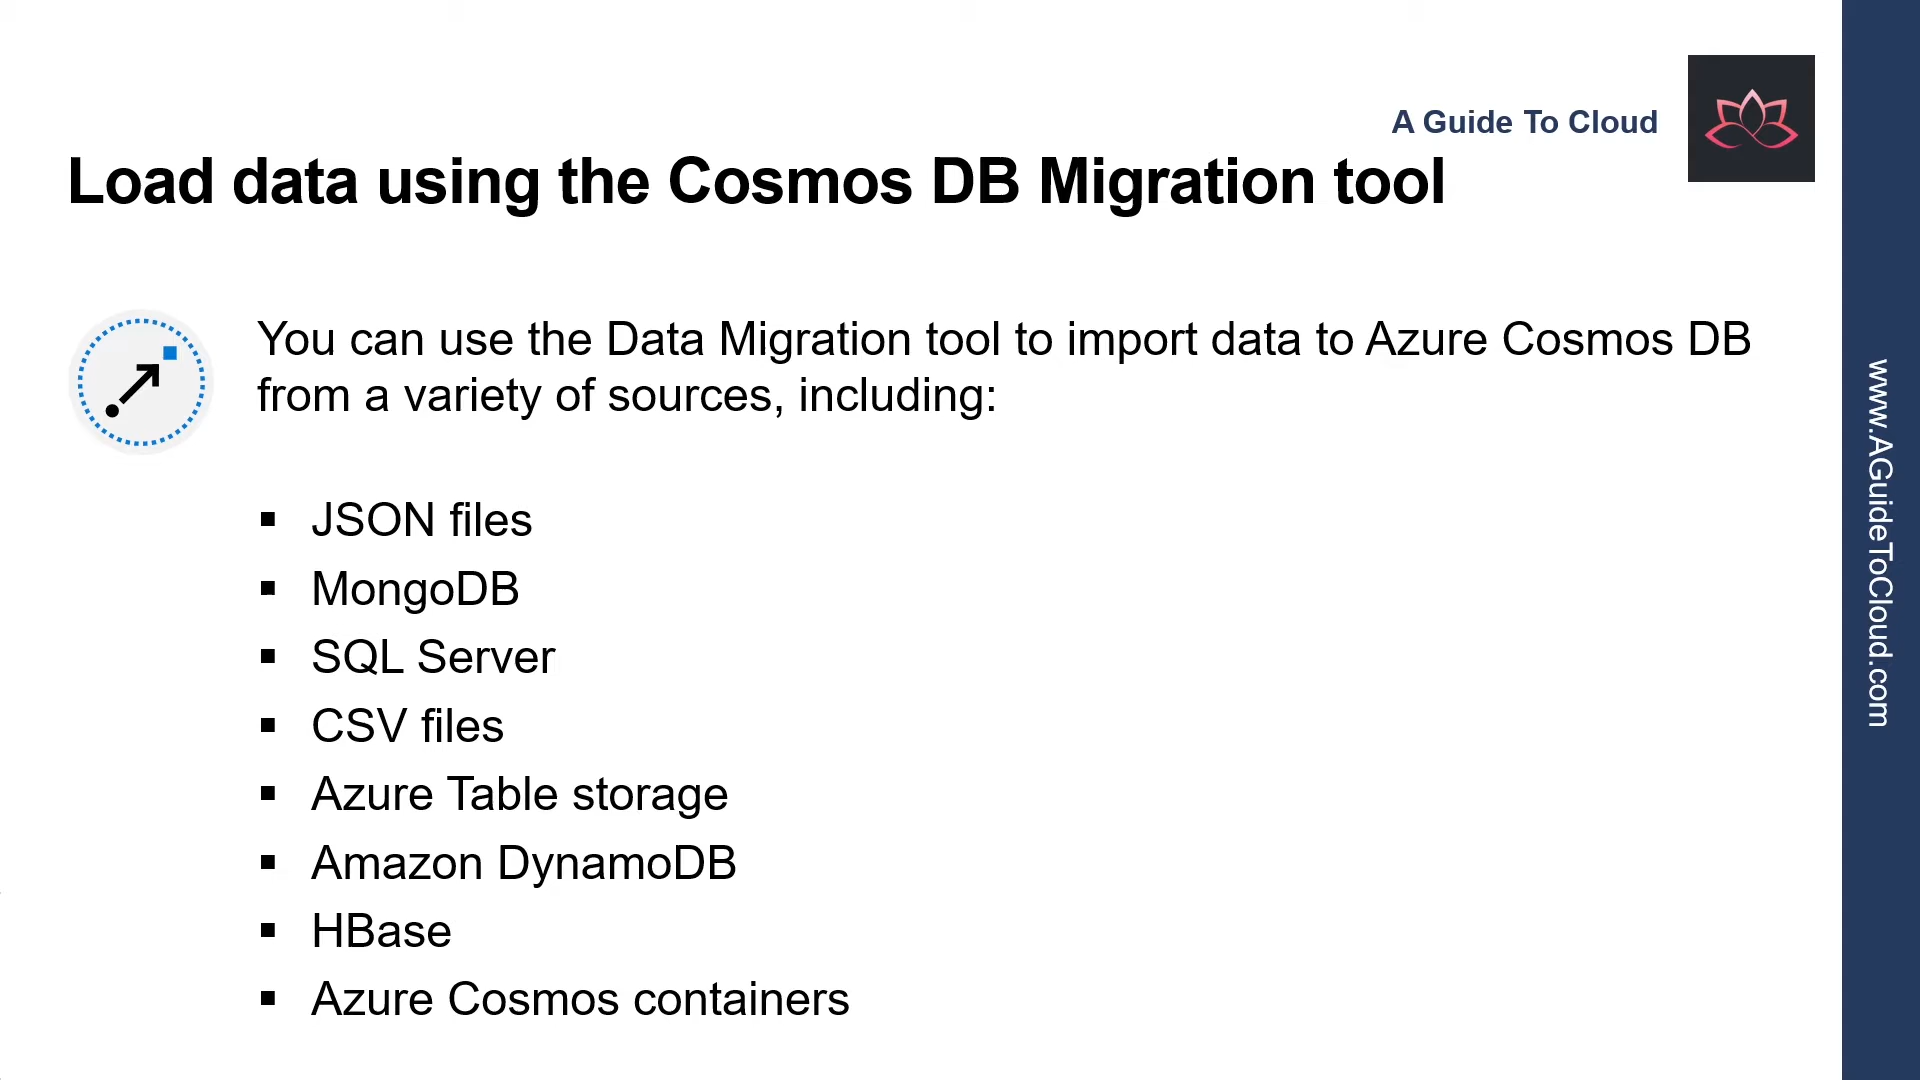 A Guide To Cloud
Load data using the Cosmos DB Migration tool
You can use the Data Migration tool to import data to Azure Cosmos DB
from a variety of sources, including:
▪ JSON files
▪ MongoDB
▪ SQL Server
▪ CSV files
▪ Azure Table storage
▪ Amazon DynamoDB
▪ HBase
▪ Azure Cosmos containers
www.AGuideToCloud.com